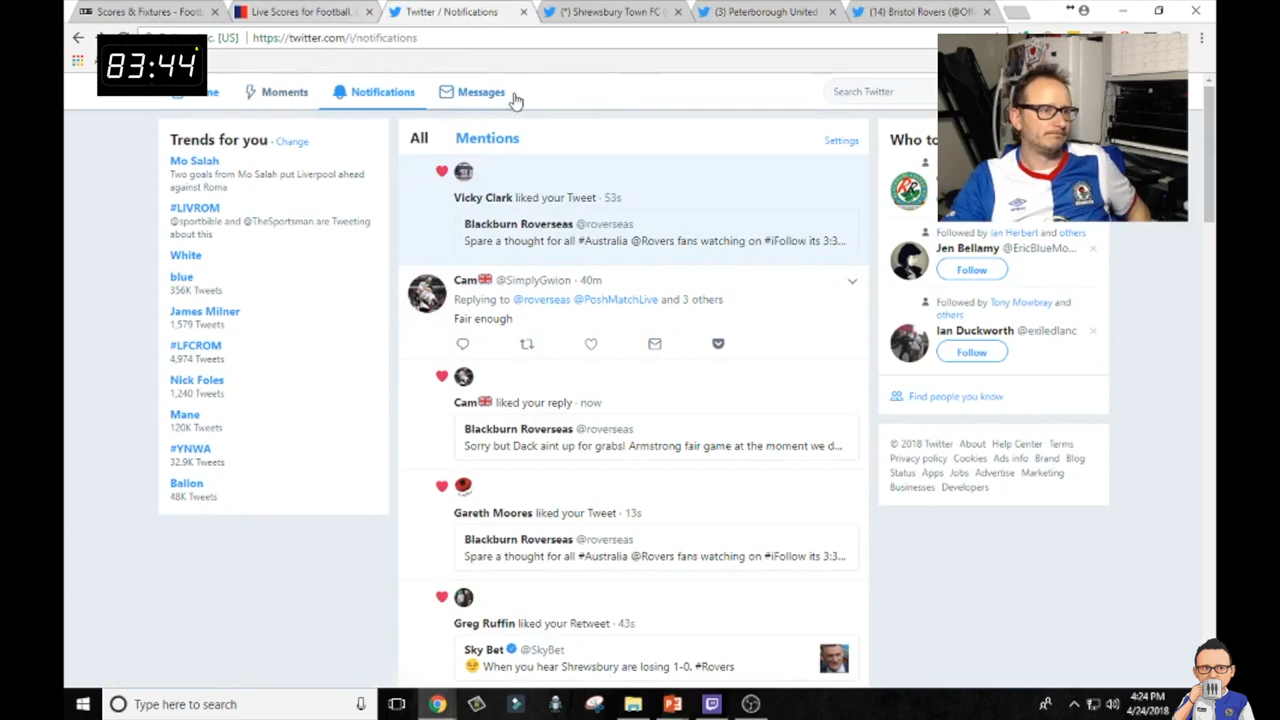 Scores & Fixtures - Footb
Live Scores for Football,
Twitter / Notifications
(*) Shrewsbury Town FC (
(3) Peterborough United
(14) Bristol Rovers (@Offi
[US]
https://twitter.com/i/notifications
83:44
Moments
Notifications
Messages
Search Twitter
Trends for you · Change
Mo Salah
Two goals from Mo Salah put Liverpool ahead
against Roma
#LIVROM
@sportbible and @TheSportsman are Tweeting
about this
White
blue
356K Tweets
James Milner
1,579 Tweets
#LFCROM
4,974 Tweets
Nick Foles
1,240 Tweets
Mane
120K Tweets
#YNWA
32.9K Tweets
Ballon
48K Tweets
All
Mentions
Settings
Vicky Clark liked your Tweet · 53s
Blackburn Roverseas @roverseas
Spare a thought for all #Australia @Rovers fans watching on #iFollow its 3:3...
Cam @SimplyGwion · 40m
Replying to @roverseas @PoshMatchLive and 3 others
Fair enough
Cam liked your reply · now
Blackburn Roverseas @roverseas
Sorry but Dack aint up for grabs! Armstrong fair game at the moment we d...
Gareth Moores liked your Tweet · 13s
Blackburn Roverseas @roverseas
Spare a thought for all #Australia @Rovers fans watching on #iFollow its 3:3...
Greg Ruffin liked your Retweet · 43s
Sky Bet @SkyBet
When you hear Shrewsbury are losing 1-0. #Rovers
Who to
Followed by Ian Herbert and others
Jen Bellamy @EricBlueMo...
Follow
Followed by Tony Mowbray and
others
Ian Duckworth @exiledlanc
Follow
Find people you know
© 2018 Twitter About Help Center Terms
Privacy policy Cookies Ads info Brand Blog
Status Apps Jobs Advertise Marketing
Businesses Developers
Type here to search
4:24 PM
4/24/2018